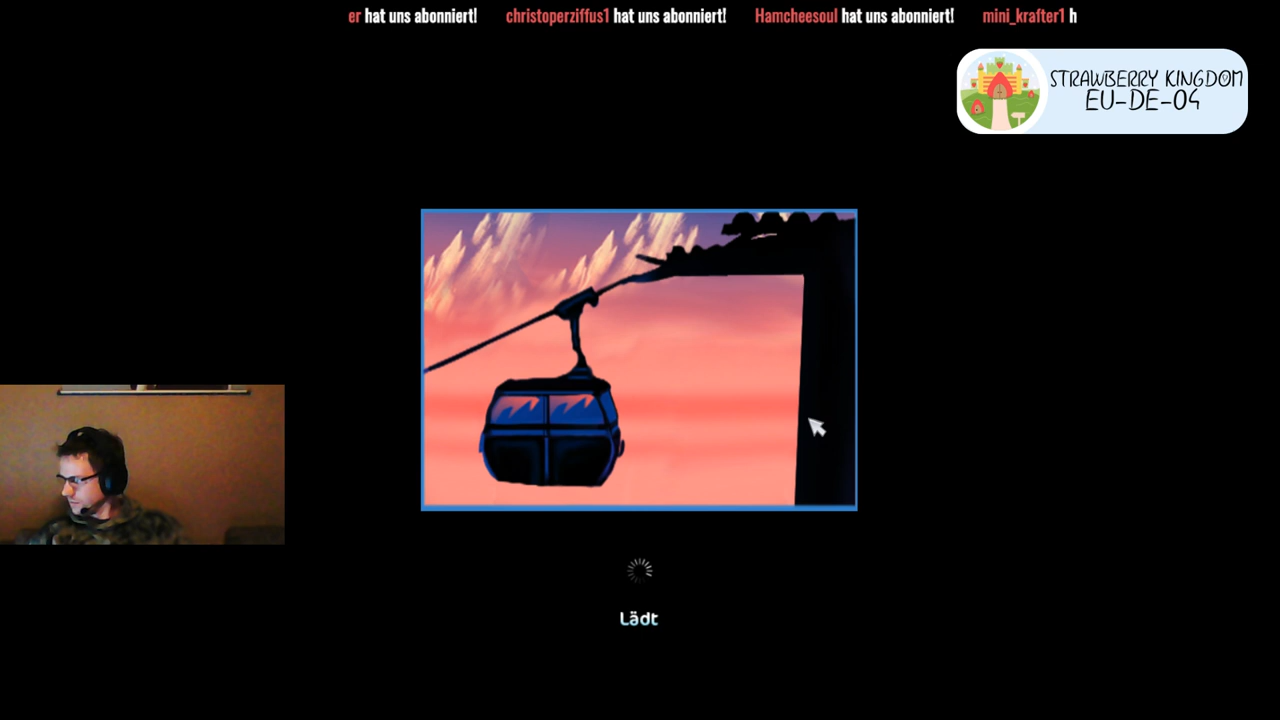 er hat uns abonniert! christoperziffus1 hat uns abonniert! Hamcheesoul hat uns abonniert! mini_krafter1 h
STRAWBERRY KINGDOM
EU-DE-04
Lädt